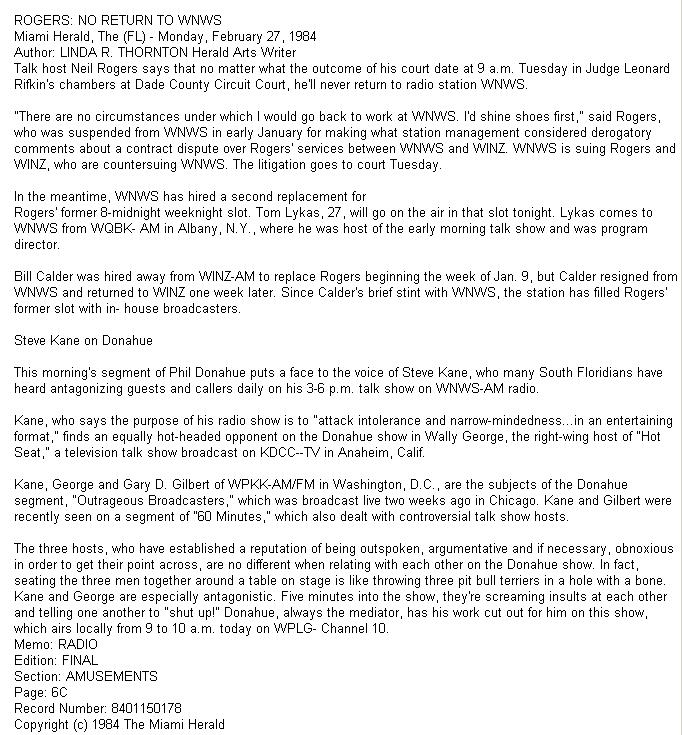 ROGERS: NO RETURN TO WNWS
Miami Herald, The (FL) - Monday, February 27, 1984
Author: LINDA R. THORNTON Herald Arts Writer
Talk host Neil Rogers says that no matter what the outcome of his court date at 9 a.m. Tuesday in Judge Leonard
Rifkin's chambers at Dade County Circuit Court, he'll never return to radio station WNWS.
"There are no circumstances under which I would go back to work at WNWS. I'd shine shoes first," said Rogers,
who was suspended from WNWS in early January for making what station management considered derogatory
comments about a contract dispute over Rogers' services between WNWS and WINZ. WNWS is suing Rogers and
WINZ, who are countersuing WNWS. The litigation goes to court Tuesday.
In the meantime, WNWS has hired a second replacement for
Rogers' former 8-midnight weeknight slot. Tom Lykas, 27, will go on the air in that slot tonight. Lykas comes to
WNWS from WQBK- AM in Albany, N.Y., where he was host of the early morning talk show and was program
director.
Bill Calder was hired away from WINZ-AM to replace Rogers beginning the week of Jan. 9, but Calder resigned from
WNWS and returned to WINZ one week later. Since Calder's brief stint with WNWS, the station has filled Rogers'
former slot with in- house broadcasters.
Steve Kane on Donahue
This morning's segment of Phil Donahue puts a face to the voice of Steve Kane, who many South Floridians have
heard antagonizing guests and callers daily on his 3-6 p.m. talk show on WNWS-AM radio.
Kane, who says the purpose of his radio show is to "attack intolerance and narrow-mindedness...in an entertaining
format," finds an equally hot-headed opponent on the Donahue show in Wally George, the right-wing host of "Hot
Seat," a television talk show broadcast on KDCC--TV in Anaheim, Calif.
Kane, George and Gary D. Gilbert of WPKK-AM/FM in Washington, D.C., are the subjects of the Donahue
segment, "Outrageous Broadcasters," which was broadcast live two weeks ago in Chicago. Kane and Gilbert were
recently seen on a segment of "60 Minutes," which also dealt with controversial talk show hosts.
The three hosts, who have established a reputation of being outspoken, argumentative and if necessary, obnoxious
in order to get their point across, are no different when relating with each other on the Donahue show. In fact,
seating the three men together around a table on stage is like throwing three pit bull terriers in a hole with a bone.
Kane and George are especially antagonistic. Five minutes into the show, they're screaming insults at each other
and telling one another to "shut up!" Donahue, always the mediator, has his work cut out for him on this show,
which airs locally from 9 to 10 a.m. today on WPLG- Channel 10.
Memo: RADIO
Edition: FINAL
Section: AMUSEMENTS
Page: 6C
Record Number: 8401150178
Copyright (c) 1984 The Miami Herald